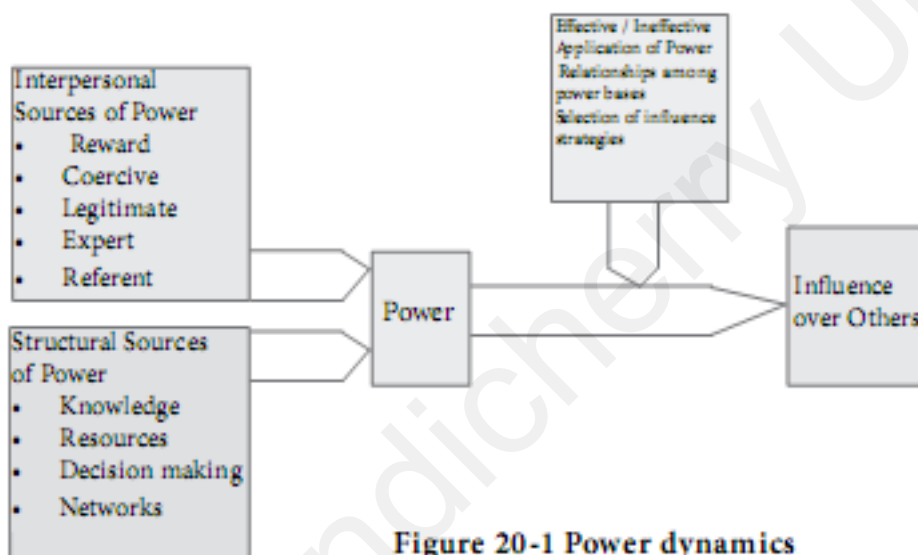 Interpersonal
Sources of Power
• Reward
• Coercive
• Legitimate
• Expert
• Referent
Structural Sources
of Power
• Knowledge
• Resources
• Decision making
• Networks
Power
Effective / Ineffective
Application of Power
Relationships among
power bases
Selection of influence
strategies
Influence
over Others
Figure 20-1 Power dynamics
ndicherry U